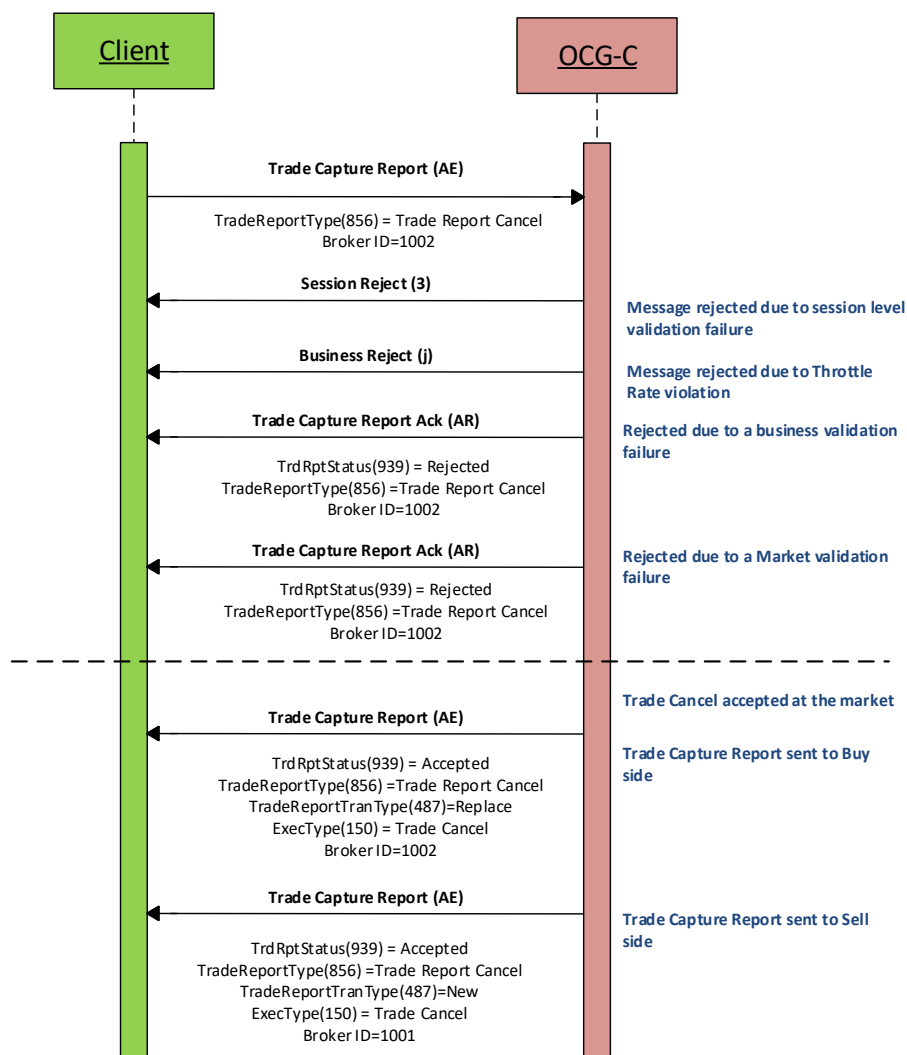 Client
OCG-C
Trade Capture Report (AE)
TradeReportType(856) = Trade Report Cancel
Broker ID=1002
Session Reject (3)
Message rejected due to session level
validation failure
Business Reject (j)
Message rejected due to Throttle
Rate violation
Trade Capture Report Ack (AR)
Rejected due to a business validation
failure
TrdRptStatus(939) = Rejected
TradeReportType(856) =Trade Report Cancel
Broker ID=1002
Trade Capture Report Ack (AR)
Rejected due to a Market validation
failure
TrdRptStatus(939) = Rejected
TradeReportType(856) =Trade Report Cancel
Broker ID=1002
Trade Cancel accepted at the market
Trade Capture Report (AE)
Trade Capture Report sent to Buy
side
TrdRptStatus(939) = Accepted
TradeReportType(856) =Trade Report Cancel
TradeReportTranType(487)=Replace
ExecType(150) = Trade Cancel
Broker ID=1002
Trade Capture Report (AE)
Trade Capture Report sent to Sell
side
TrdRptStatus(939) = Accepted
TradeReportType(856) =Trade Report Cancel
TradeReportTranType(487)=New
ExecType(150) = Trade Cancel
Broker ID=1001